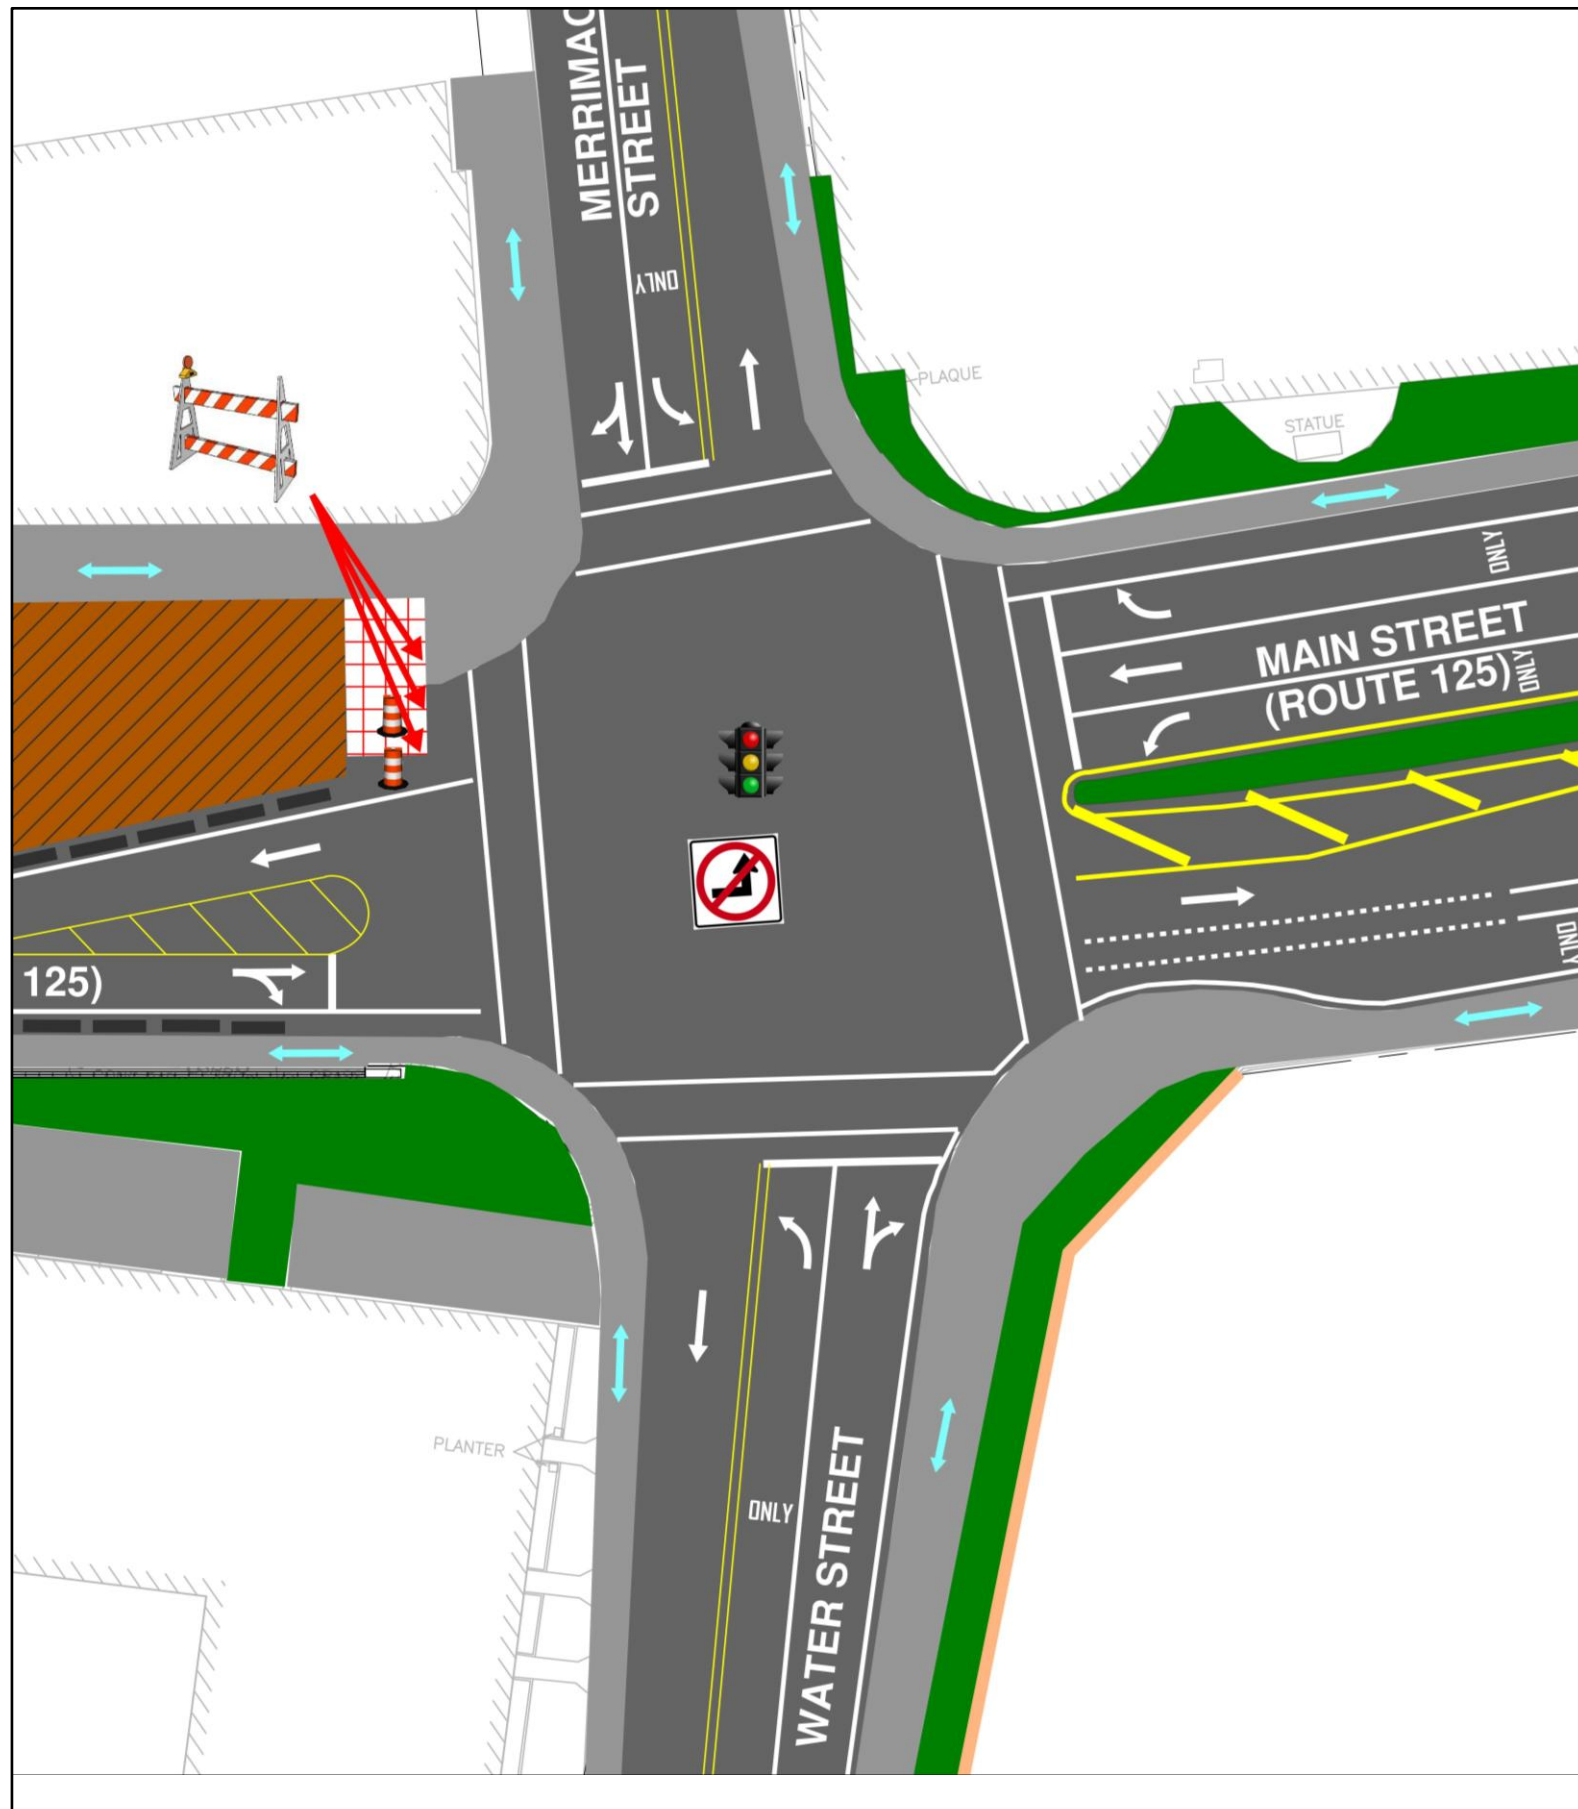 MERRIMAC
STREET
ONLY
PLAQUE
STATUE
ONLY
MAIN STREET
(ROUTE 125)
ONLY
ONLY
125)
PLANTER
ONLY
WATER STREET